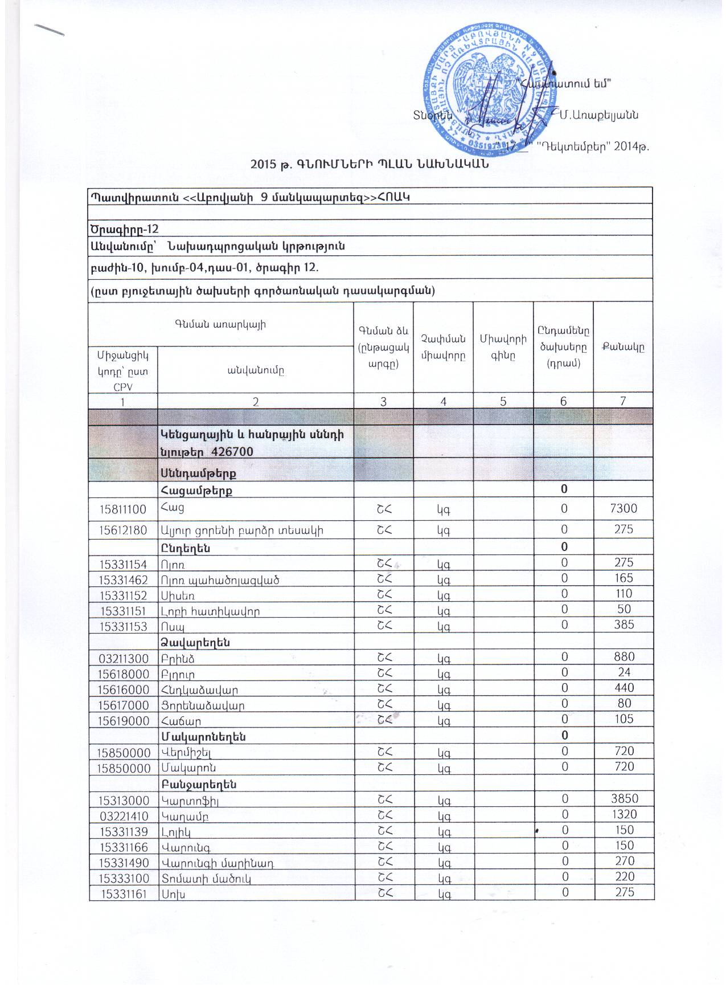 "Հաստատում եմ"
Տնօրեն ՝ Մ.Առաքելյանն
"_17__" "Դեկտեմբեր" 2014թ.
2015 թ. ԳՆՈՒՄՆԵՐԻ ՊԼԱՆ ՆԱԽՆԱԿԱՆ
Պատվիրատուն <<Աբովյանի 9 մանկապարտեզ>>ՀՈԱԿ
Ծրագիրը-12
Անվանումը՝ Նախադպրոցական կրթություն
բաժին-10, խումբ-04,դաս-01, ծրագիր 12.
(ըստ բյուջետային ծախսերի գործառնական դասակարգման)
Գնման առարկայի
Գնման ձև (ընթացակարգը)
Չափման միավորը
Միավորի գինը
Ընդամենը ծախսերը (դրամ)
Քանակը
Միջանցիկ կոդը՝ ըստ CPV
անվանումը
1 2 3 4 5 6 7
Կենցաղային և հանրային սննդի
նյութեր 426700
Սննդամթերք
Հացամթերք 0
15811100 Հաց ՇՀ կգ 0 7300
15612180 Ալյուր ցորենի բարձր տեսակի ՇՀ կգ 0 275
Ընդեղեն 0
15331154 Ոլոռ ՇՀ կգ 0 275
15331462 Ոլոռ պահածոյացված ՇՀ կգ 0 165
15331152 Սիսեռ ՇՀ կգ 0 110
15331151 Լոբի հատիկավոր ՇՀ կգ 0 50
15331153 Ոսպ ՇՀ կգ 0 385
Ձավարեղեն
03211300 Բրինձ ՇՀ կգ 0 880
15618000 Բլղուր ՇՀ կգ 0 24
15616000 Հնդկաձավար ՇՀ կգ 0 440
15617000 Ցորենաձավար ՇՀ կգ 0 80
15619000 Հաճար ՇՀ կգ 0 105
Մակարոնեղեն 0
15850000 Վերմիշել ՇՀ կգ 0 720
15850000 Մակարոն ՇՀ կգ 0 720
Բանջարեղեն
15313000 Կարտոֆիլ ՇՀ կգ 0 3850
03221410 Կաղամբ ՇՀ կգ 0 1320
15331139 Լոլիկ ՇՀ կգ 0 150
15331166 Վարունգ ՇՀ կգ 0 150
15331490 Վարունգի մարինադ ՇՀ կգ 0 270
15333100 Տոմատի մածուկ ՇՀ կգ 0 220
15331161 Սոխ ՇՀ կգ 0 275